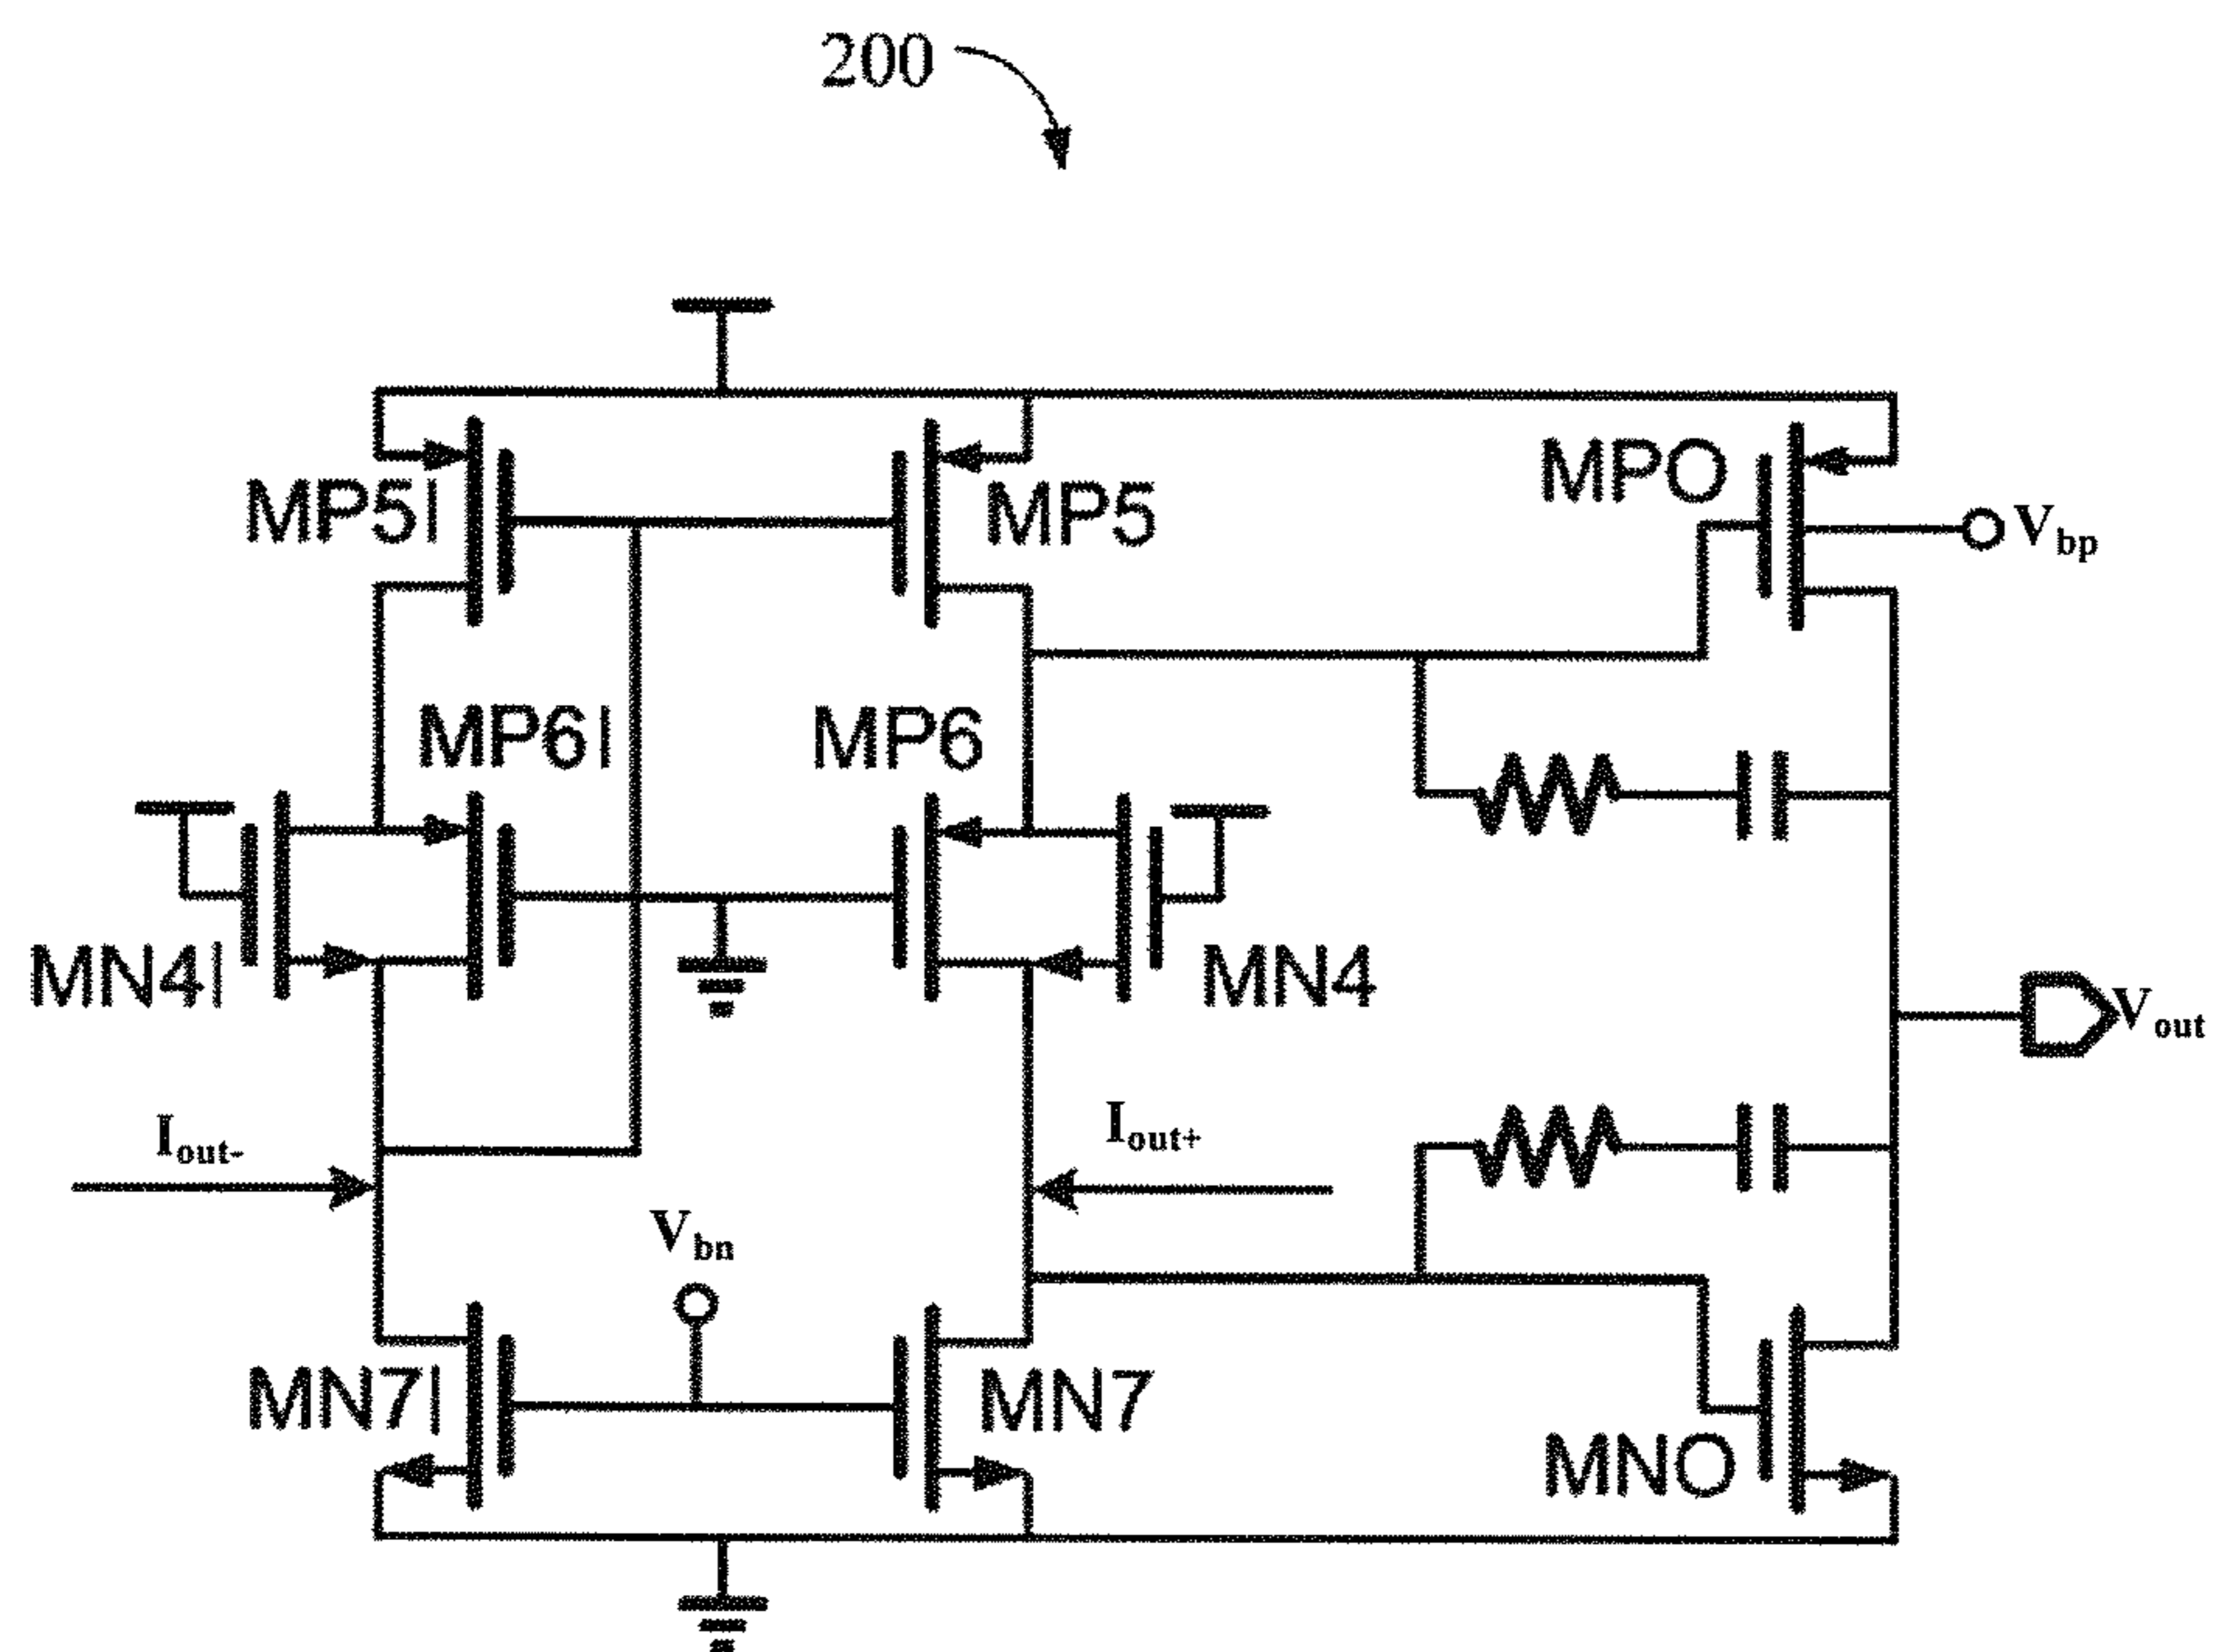 200
MP5I
MP5
MPO
Vbp
MP6I
MP6
MN4I
MN4
Vout
Iout-
Iout+
Vbn
MN7I
MN7
MNO